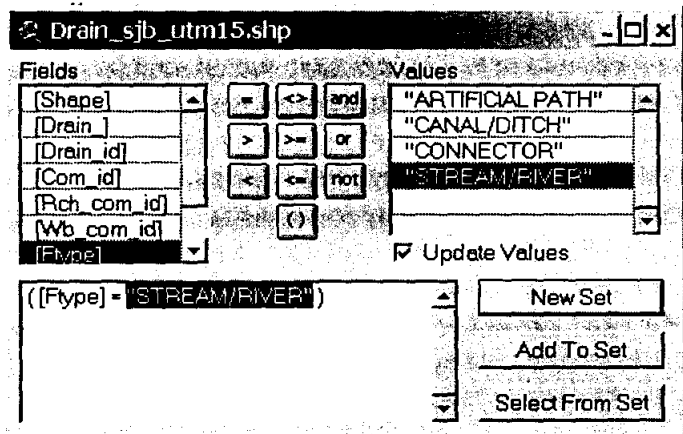 Drain_sjb_utm15.shp
Fields
[Shape]
[Drain_]
[Drain_id]
[Com_id]
[Rch_com_id]
[Wb_com_id]
[Ftype]
= <> and
> >= or
< <= not
()
Values
"ARTIFICIAL PATH"
"CANAL/DITCH"
"CONNECTOR"
"STREAM/RIVER"
Update Values
([Ftype] = "STREAM/RIVER")
New Set
Add To Set
Select From Set